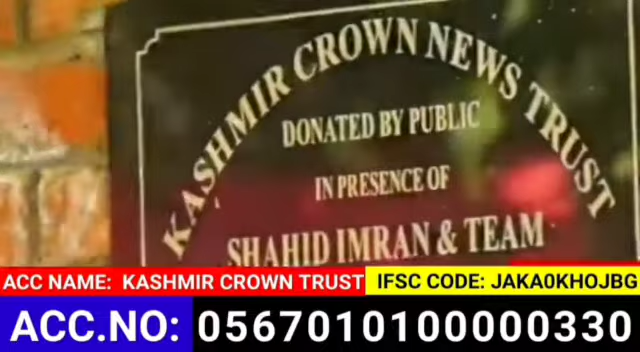 KASHMIR CROWN NEWS TRUST
DONATED BY PUBLIC
IN PRESENCE OF
SHAHID IMRAN & TEAM
ACC NAME: KASHMIR CROWN TRUST
IFSC CODE: JAKA0KHOJBG
ACC.NO: 0567010100000330